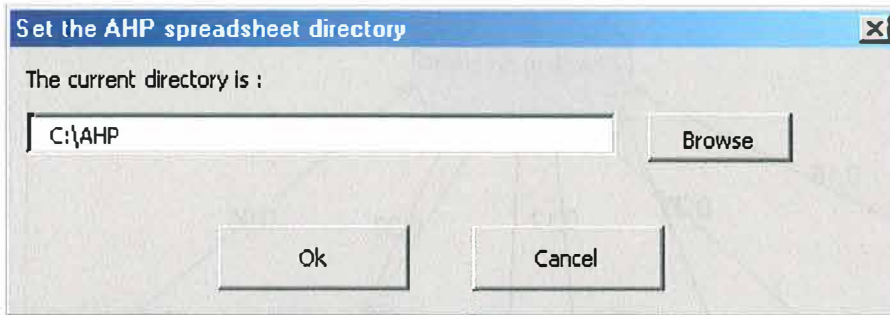 Set the AHP spreadsheet directory
The current directory is :
C:\AHP
Browse
Ok
Cancel